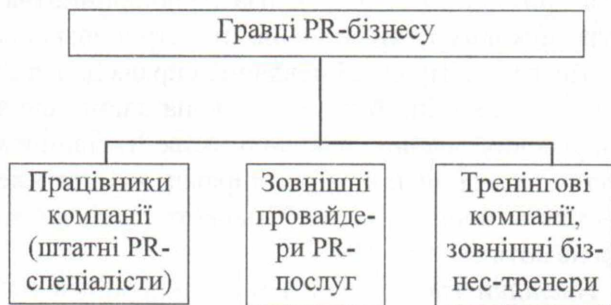 Гравці PR-бізнесу
Працівники
компанії
(штатні PR-
спеціалісти)
Зовнішні
провайде-
ри PR-
послуг
Тренінгові
компанії,
зовнішні біз-
нес-тренери